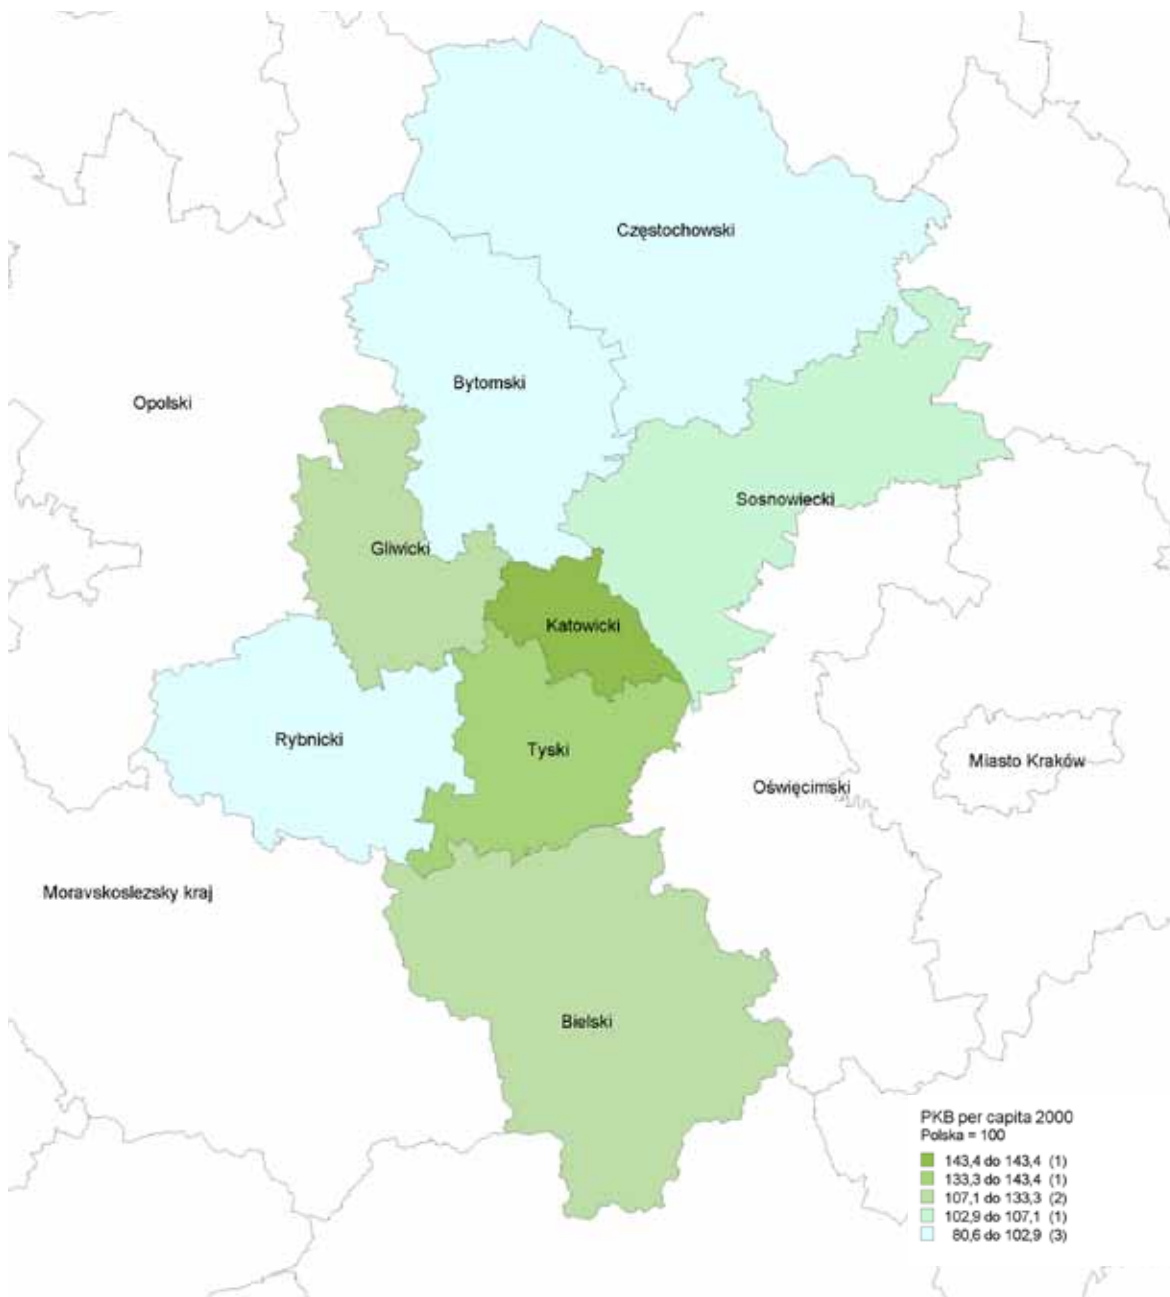 Częstochowski
Bytomski
Opolski
Sosnowiecki
Gliwicki
Katowicki
Rybnicki
Tyski
Miasto Kraków
Oświęcimski
Moravskoslezsky kraj
Bielski
PKB per capita 2000
Polska = 100
143,4 do 143,4 (1)
133,3 do 143,4 (1)
107,1 do 133,3 (2)
102,9 do 107,1 (1)
80,6 do 102,9 (3)